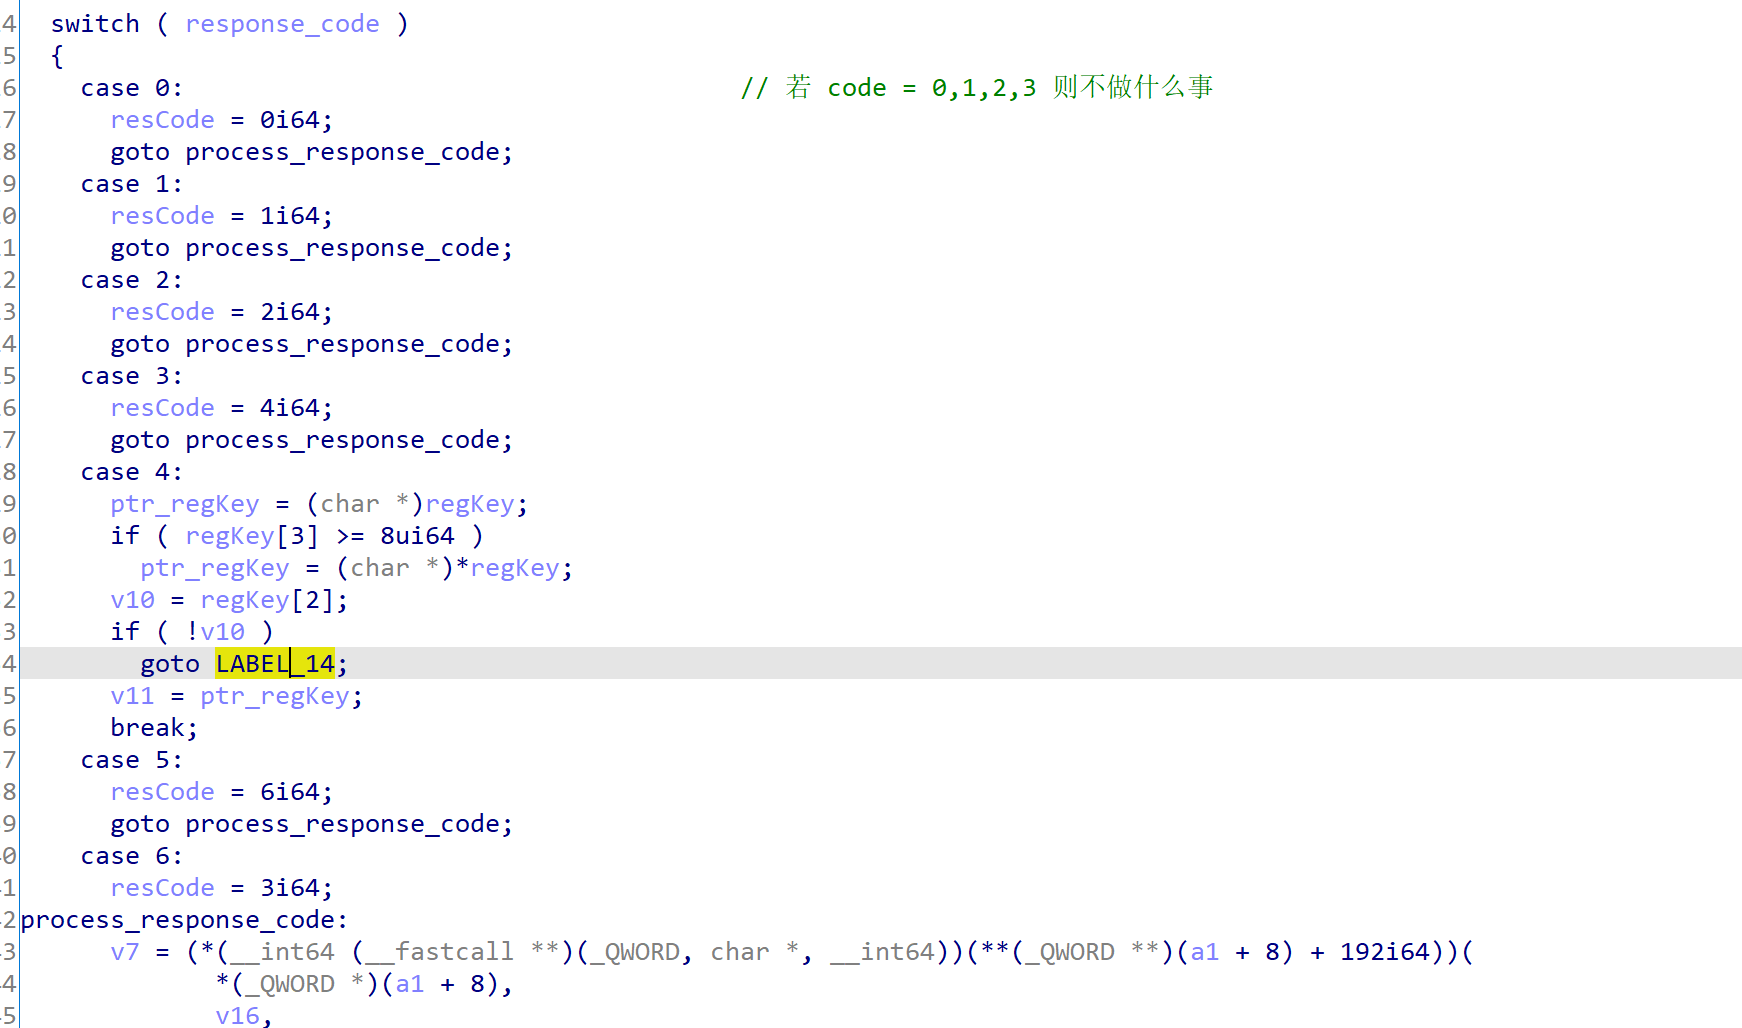 4 switch ( response_code )
5 {
6 case 0: // 若 code = 0,1,2,3 则不做什么事
7 resCode = 0i64;
8 goto process_response_code;
9 case 1:
0 resCode = 1i64;
1 goto process_response_code;
2 case 2:
3 resCode = 2i64;
4 goto process_response_code;
5 case 3:
6 resCode = 4i64;
7 goto process_response_code;
8 case 4:
9 ptr_regKey = (char *)regKey;
0 if ( regKey[3] >= 8ui64 )
1 ptr_regKey = (char *)*regKey;
2 v10 = regKey[2];
3 if ( !v10 )
4 goto LABEL_14;
5 v11 = ptr_regKey;
6 break;
7 case 5:
8 resCode = 6i64;
9 goto process_response_code;
0 case 6:
1 resCode = 3i64;
2 process_response_code:
3 v7 = (*(__int64 (__fastcall **)(_QWORD, char *, __int64))(**(_QWORD **)(a1 + 8) + 192i64))(
4 *(_QWORD *)(a1 + 8),
5 v16,